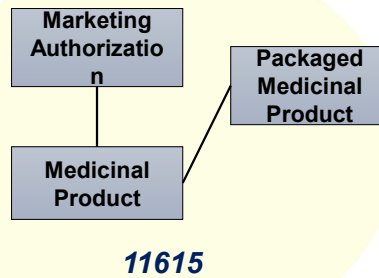 Marketing
Authorizatio
n
Packaged
Medicinal
Product
Medicinal
Product
11615